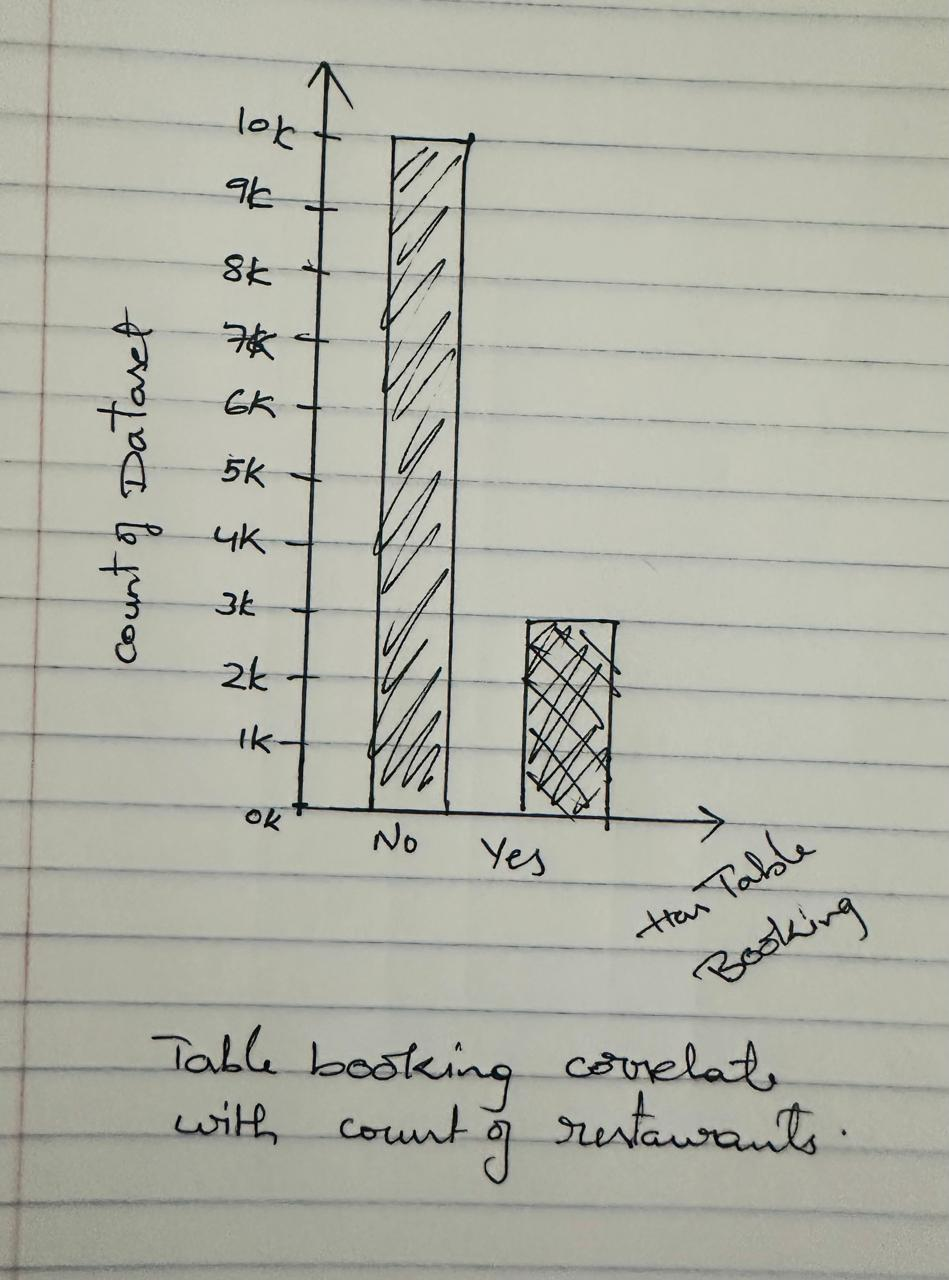 10k
9k
8k
7k
6k
5k
4k
3k
2k
1k
0k
Count of Dataset
No
Yes
Has Table
Booking
Table booking correlate
with count of restaurants.